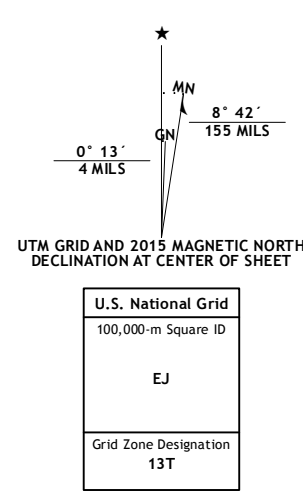 ★
MN
8° 42´
155 MILS
GN
0° 13´
4 MILS
UTM GRID AND 2015 MAGNETIC NORTH
DECLINATION AT CENTER OF SHEET
U.S. National Grid
100,000-m Square ID
EJ
Grid Zone Designation
13T